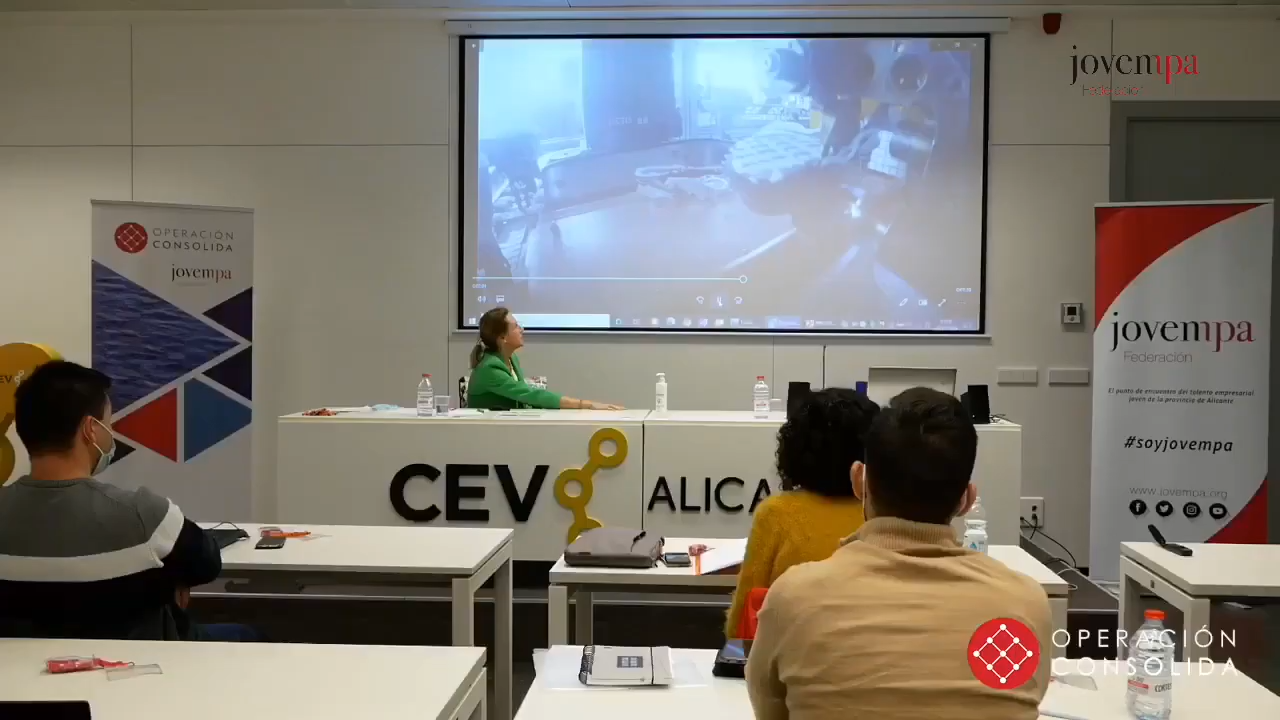 jovempa
Federación
OPERACIÓN
CONSOLIDA
jovempa
CEV
jovempa
Federación
El punto de encuentro del talento empresarial
joven de la provincia de Alicante
#soyjovempa
www.jovempa.org
CEV
ALICA
OPERACIÓN
CONSOLIDA